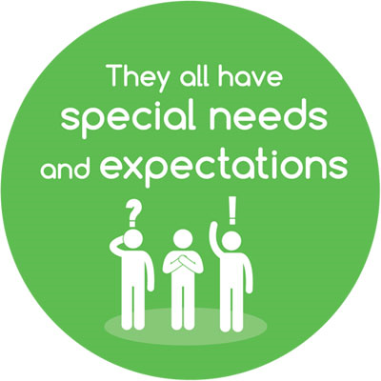 They all have
special needs
and expectations
? !